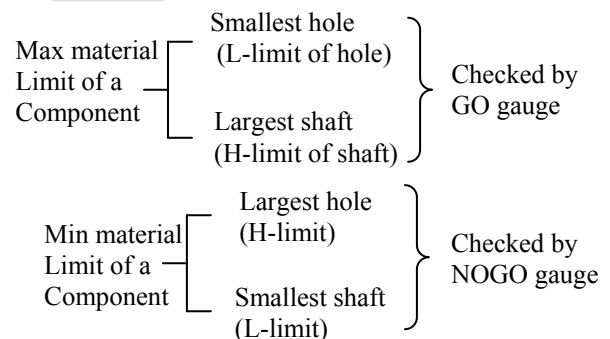 Max material
Limit of a
Component
Smallest hole
(L-limit of hole)
Largest shaft
(H-limit of shaft)
Checked by
GO gauge
Min material
Limit of a
Component
Largest hole
(H-limit)
Smallest shaft
(L-limit)
Checked by
NOGO gauge